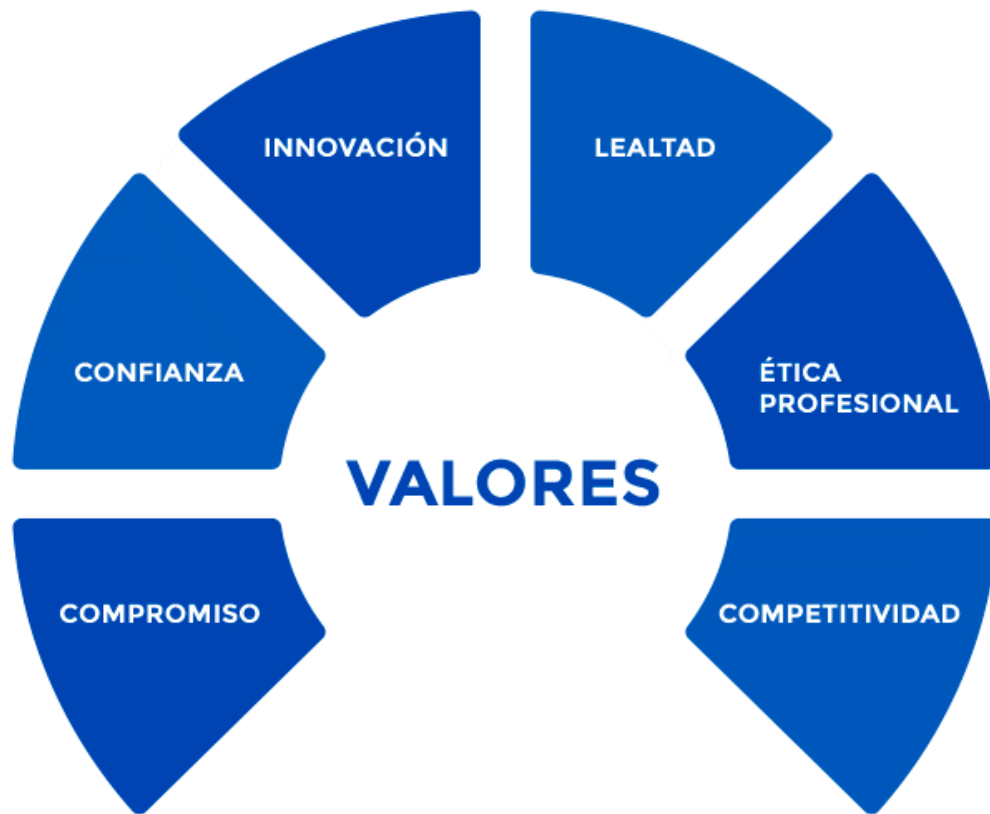 INNOVACIÓN
LEALTAD
CONFIANZA
ÉTICA
PROFESIONAL
VALORES
COMPROMISO
COMPETITIVIDAD